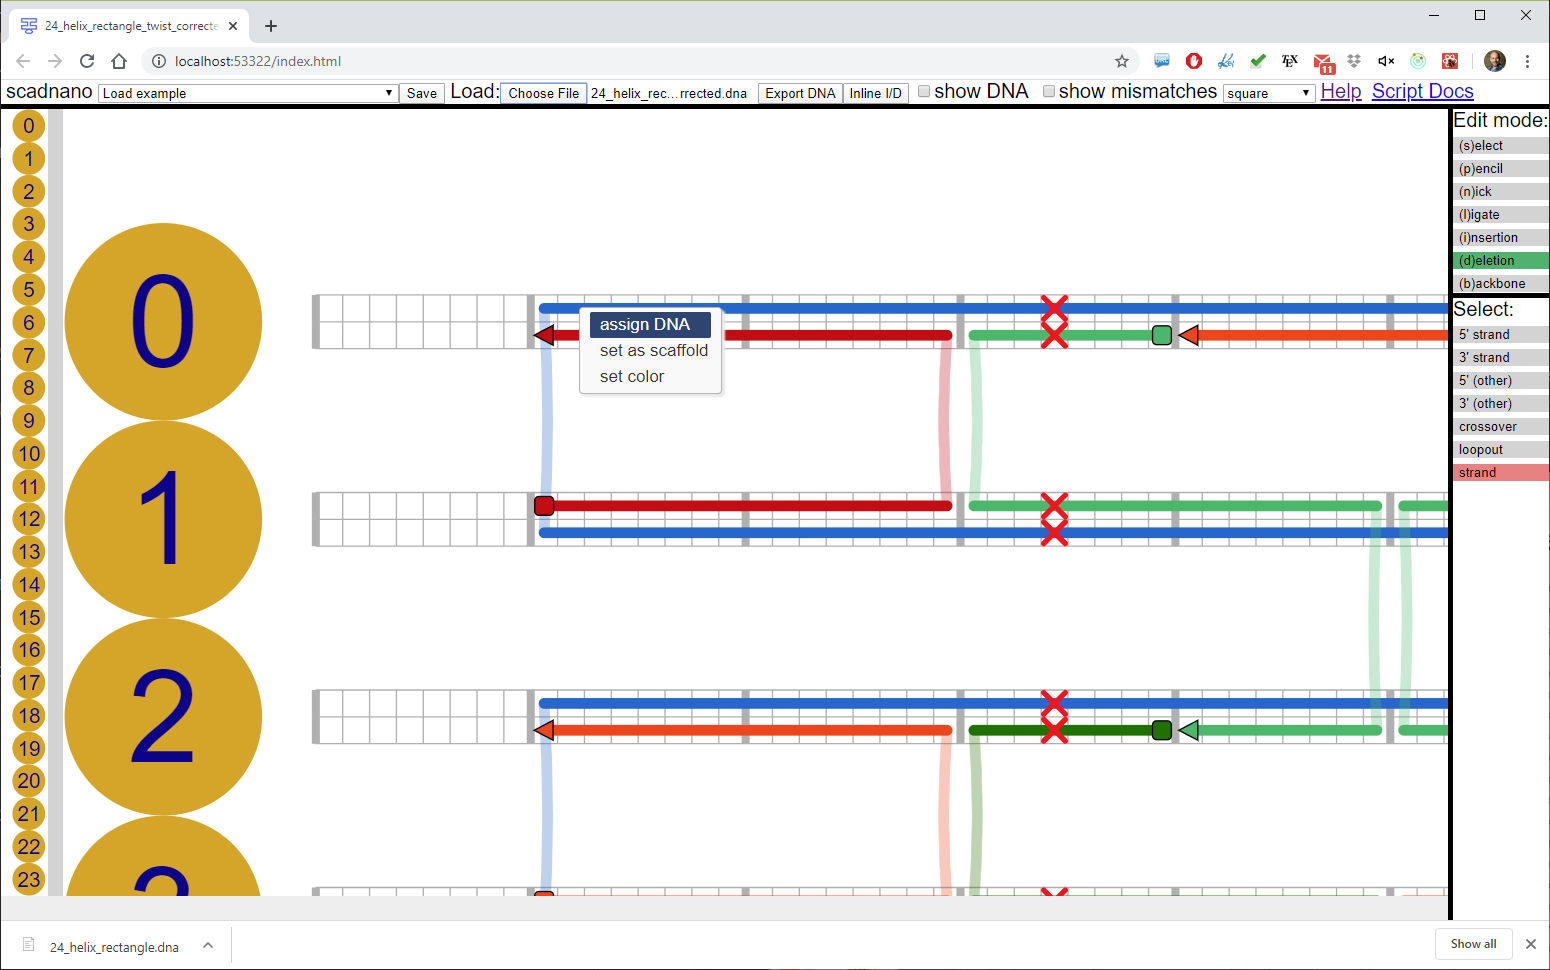 24_helix_rectangle_twist_correcte
localhost:53322/index.html
11
scadnano Load example Save Load: Choose File 24_helix_rec...rrected.dna Export DNA Inline I/D show DNA show mismatches square Help Script Docs
0
1
2
3
4
5
6
7
8
9
10
11
12
13
14
15
16
17
18
19
20
21
22
23
0
1
2
assign DNA
set as scaffold
set color
Edit mode:
(s)elect
(p)encil
(n)ick
(l)igate
(i)nsertion
(d)eletion
(b)ackbone
Select:
5' strand
3' strand
5' (other)
3' (other)
crossover
loopout
strand
24_helix_rectangle.dna
Show all